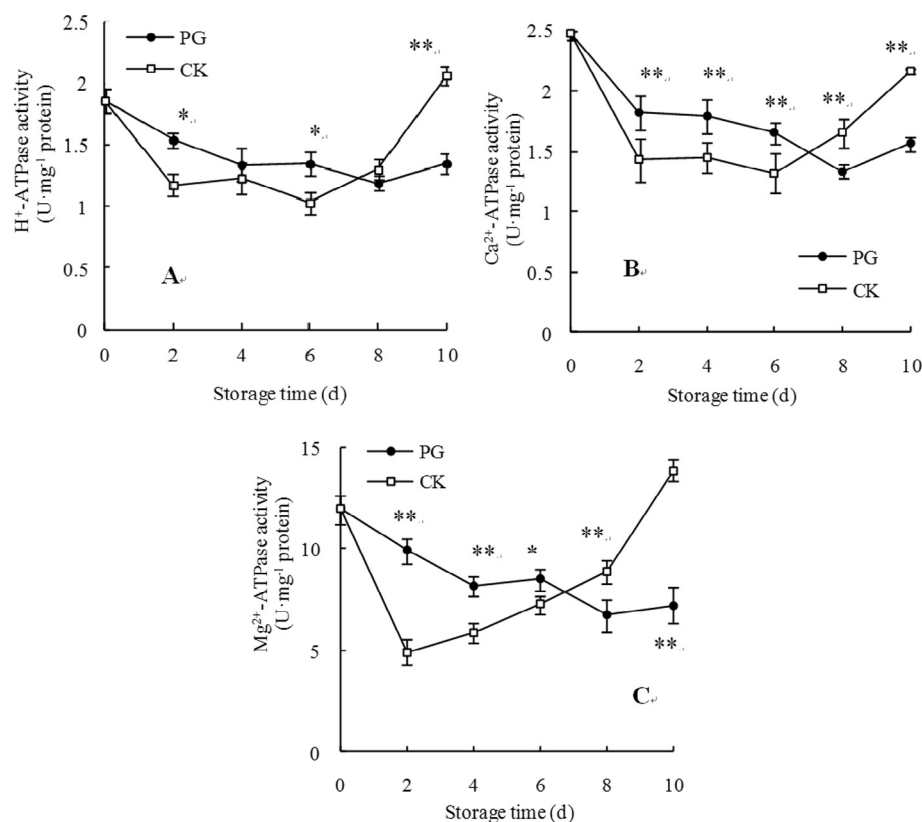 2.5
2
1.5
1
0.5
0
H⁺-ATPase activity
(U·mg⁻¹ protein)
PG
CK
*
*
**
A
0 2 4 6 8 10
Storage time (d)
2.5
2
1.5
1
0.5
0
Ca²⁺-ATPase activity
(U·mg⁻¹ protein)
**
**
**
**
**
B
PG
CK
0 2 4 6 8 10
Storage time (d)
15
10
5
0
Mg²⁺-ATPase activity
(U·mg⁻¹ protein)
PG
CK
**
**
*
**
**
C
0 2 4 6 8 10
Storage time (d)